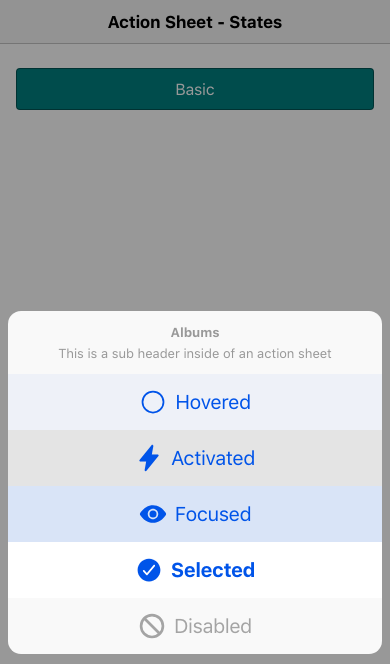 Action Sheet - States
Basic
Albums
This is a sub header inside of an action sheet
Hovered
Activated
Focused
Selected
Disabled